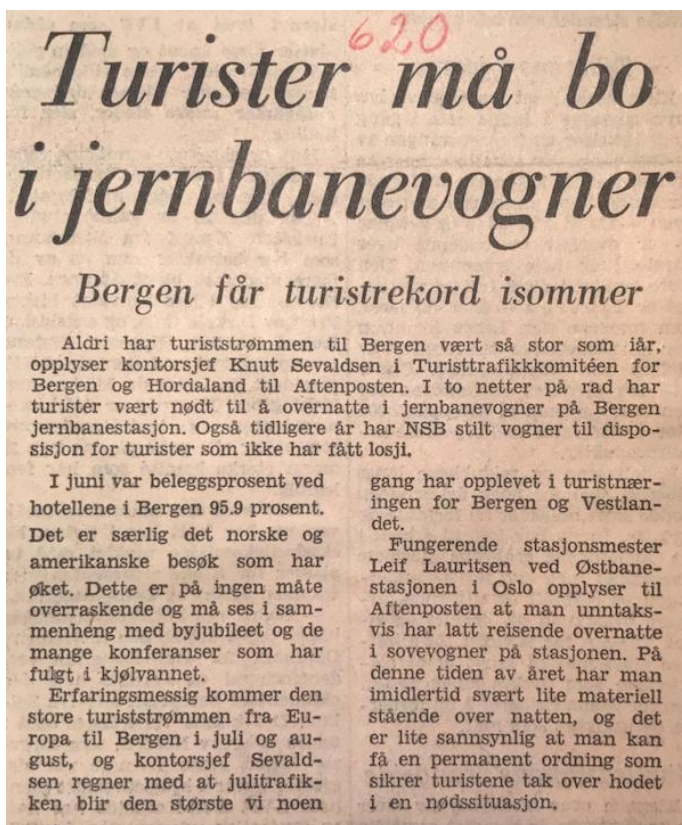 620
Turister må bo
i jernbanevogner
Bergen får turistrekord isommer
Aldri har turiststrømmen til Bergen vært så stor som iår,
opplyser kontorsjef Knut Sevaldsen i Turisttrafikkkomitéen for
Bergen og Hordaland til Aftenposten. I to netter på rad har
turister vært nødt til å overnatte i jernbanevogner på Bergen
jernbanestasjon. Også tidligere år har NSB stilt vogner til dispo-
sisjon for turister som ikke har fått losji.
I juni var beleggsprosent ved
hotellene i Bergen 95.9 prosent.
Det er særlig det norske og
amerikanske besøk som har
øket. Dette er på ingen måte
overraskende og må ses i sam-
menheng med byjubileet og de
mange konferanser som har
fulgt i kjølvannet.
Erfaringsmessig kommer den
store turiststrømmen fra Eu-
ropa til Bergen i juli og au-
gust, og kontorsjef Sevald-
sen regner med at julitrafik-
ken blir den største vi noen
gang har opplevet i turistnær-
ingen for Bergen og Vestlan-
det.
Fungerende stasjonsmester
Leif Lauritsen ved Østbane-
stasjonen i Oslo opplyser til
Aftenposten at man unntaks-
vis har latt reisende overnatte
i sovevogner på stasjonen. På
denne tiden av året har man
imidlertid svært lite materiell
stående over natten, og det
er lite sannsynlig at man kan
få en permanent ordning som
sikrer turistene tak over hodet
i en nødssituasjon.